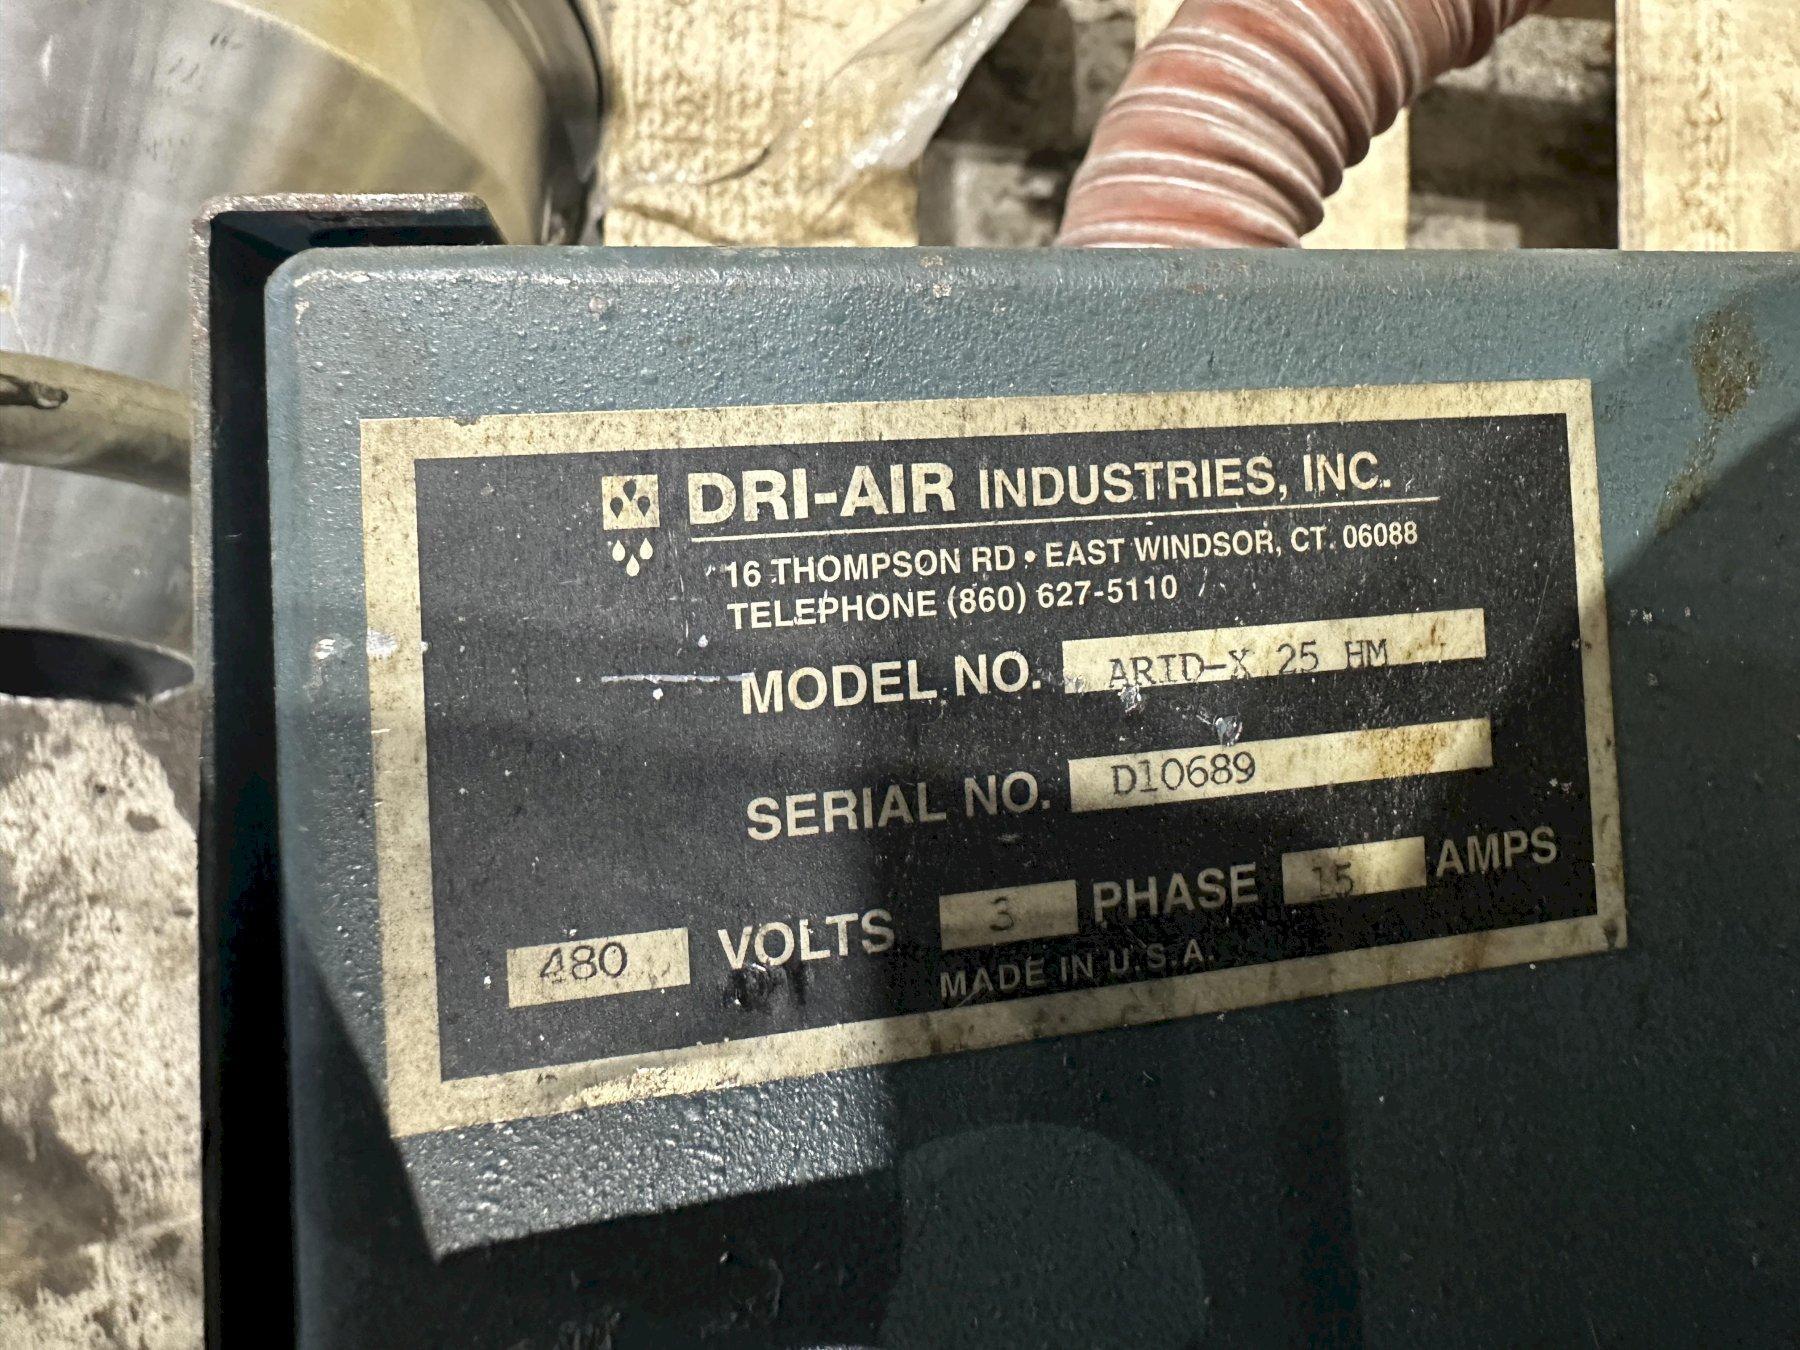 DRI-AIR INDUSTRIES, INC.
16 THOMPSON RD • EAST WINDSOR, CT. 06088
TELEPHONE (860) 627-5110
MODEL NO. ARID-X 25 HM
SERIAL NO. D10689
480 VOLTS 3 PHASE 15 AMPS
MADE IN U.S.A.